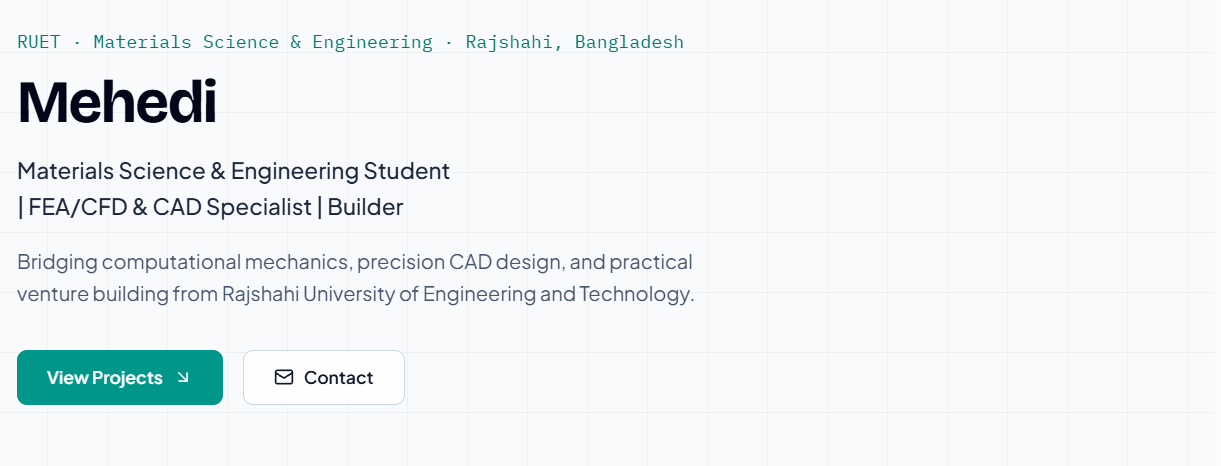 RUET · Materials Science & Engineering · Rajshahi, Bangladesh
Mehedi
Materials Science & Engineering Student
| FEA/CFD & CAD Specialist | Builder
Bridging computational mechanics, precision CAD design, and practical
venture building from Rajshahi University of Engineering and Technology.
View Projects
Contact